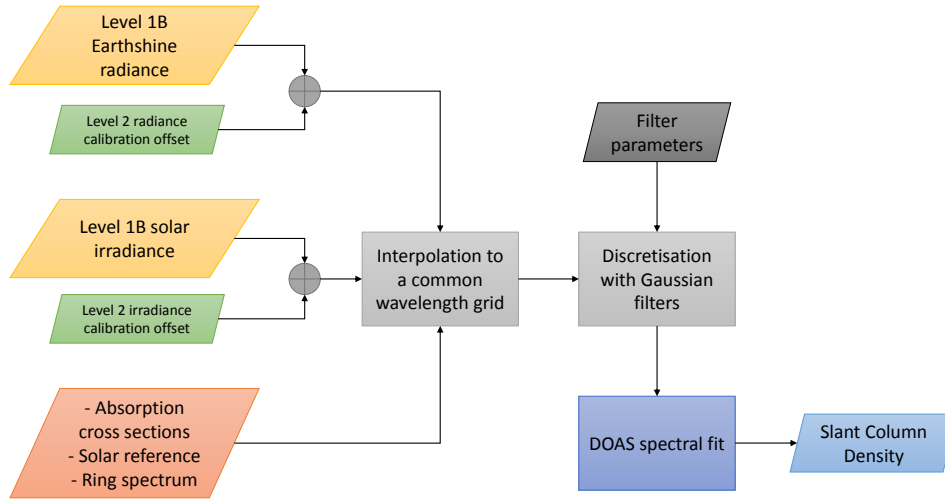 Level 1B
Earthshine
radiance
Level 2 radiance
calibration offset
Filter
parameters
Level 1B solar
irradiance
Level 2 irradiance
calibration offset
Interpolation to
a common
wavelength grid
Discretisation
with Gaussian
filters
- Absorption
cross sections
- Solar reference
- Ring spectrum
DOAS spectral fit
Slant Column
Density